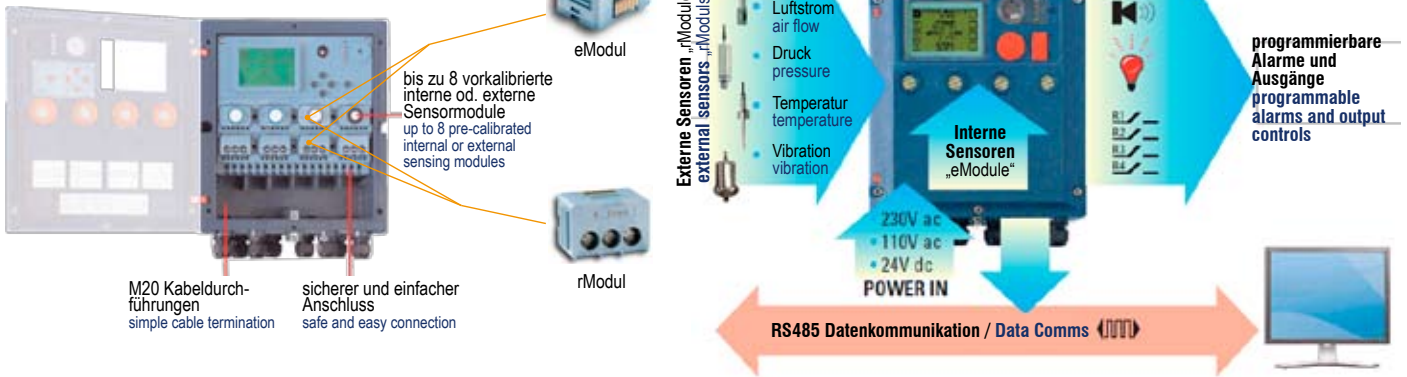 eModul
bis zu 8 vorkalibrierte
interne od. externe
Sensormodule
up to 8 pre-calibrated
internal or external
sensing modules
rModul
M20 Kabeldurch-
führungen
simple cable termination
sicherer und einfacher
Anschluss
safe and easy connection
Externe Sensoren „rModule
external sensors „rModuls
• Luftstrom
air flow
• Druck
pressure
• Temperatur
temperature
• Vibration
vibration
Interne
Sensoren
„eModule“
R1
R2
R3
R4
programmierbare
Alarme und
Ausgänge
programmable
alarms and output
controls
230V ac
• 110V ac
• 24V dc
POWER IN
RS485 Datenkommunikation / Data Comms